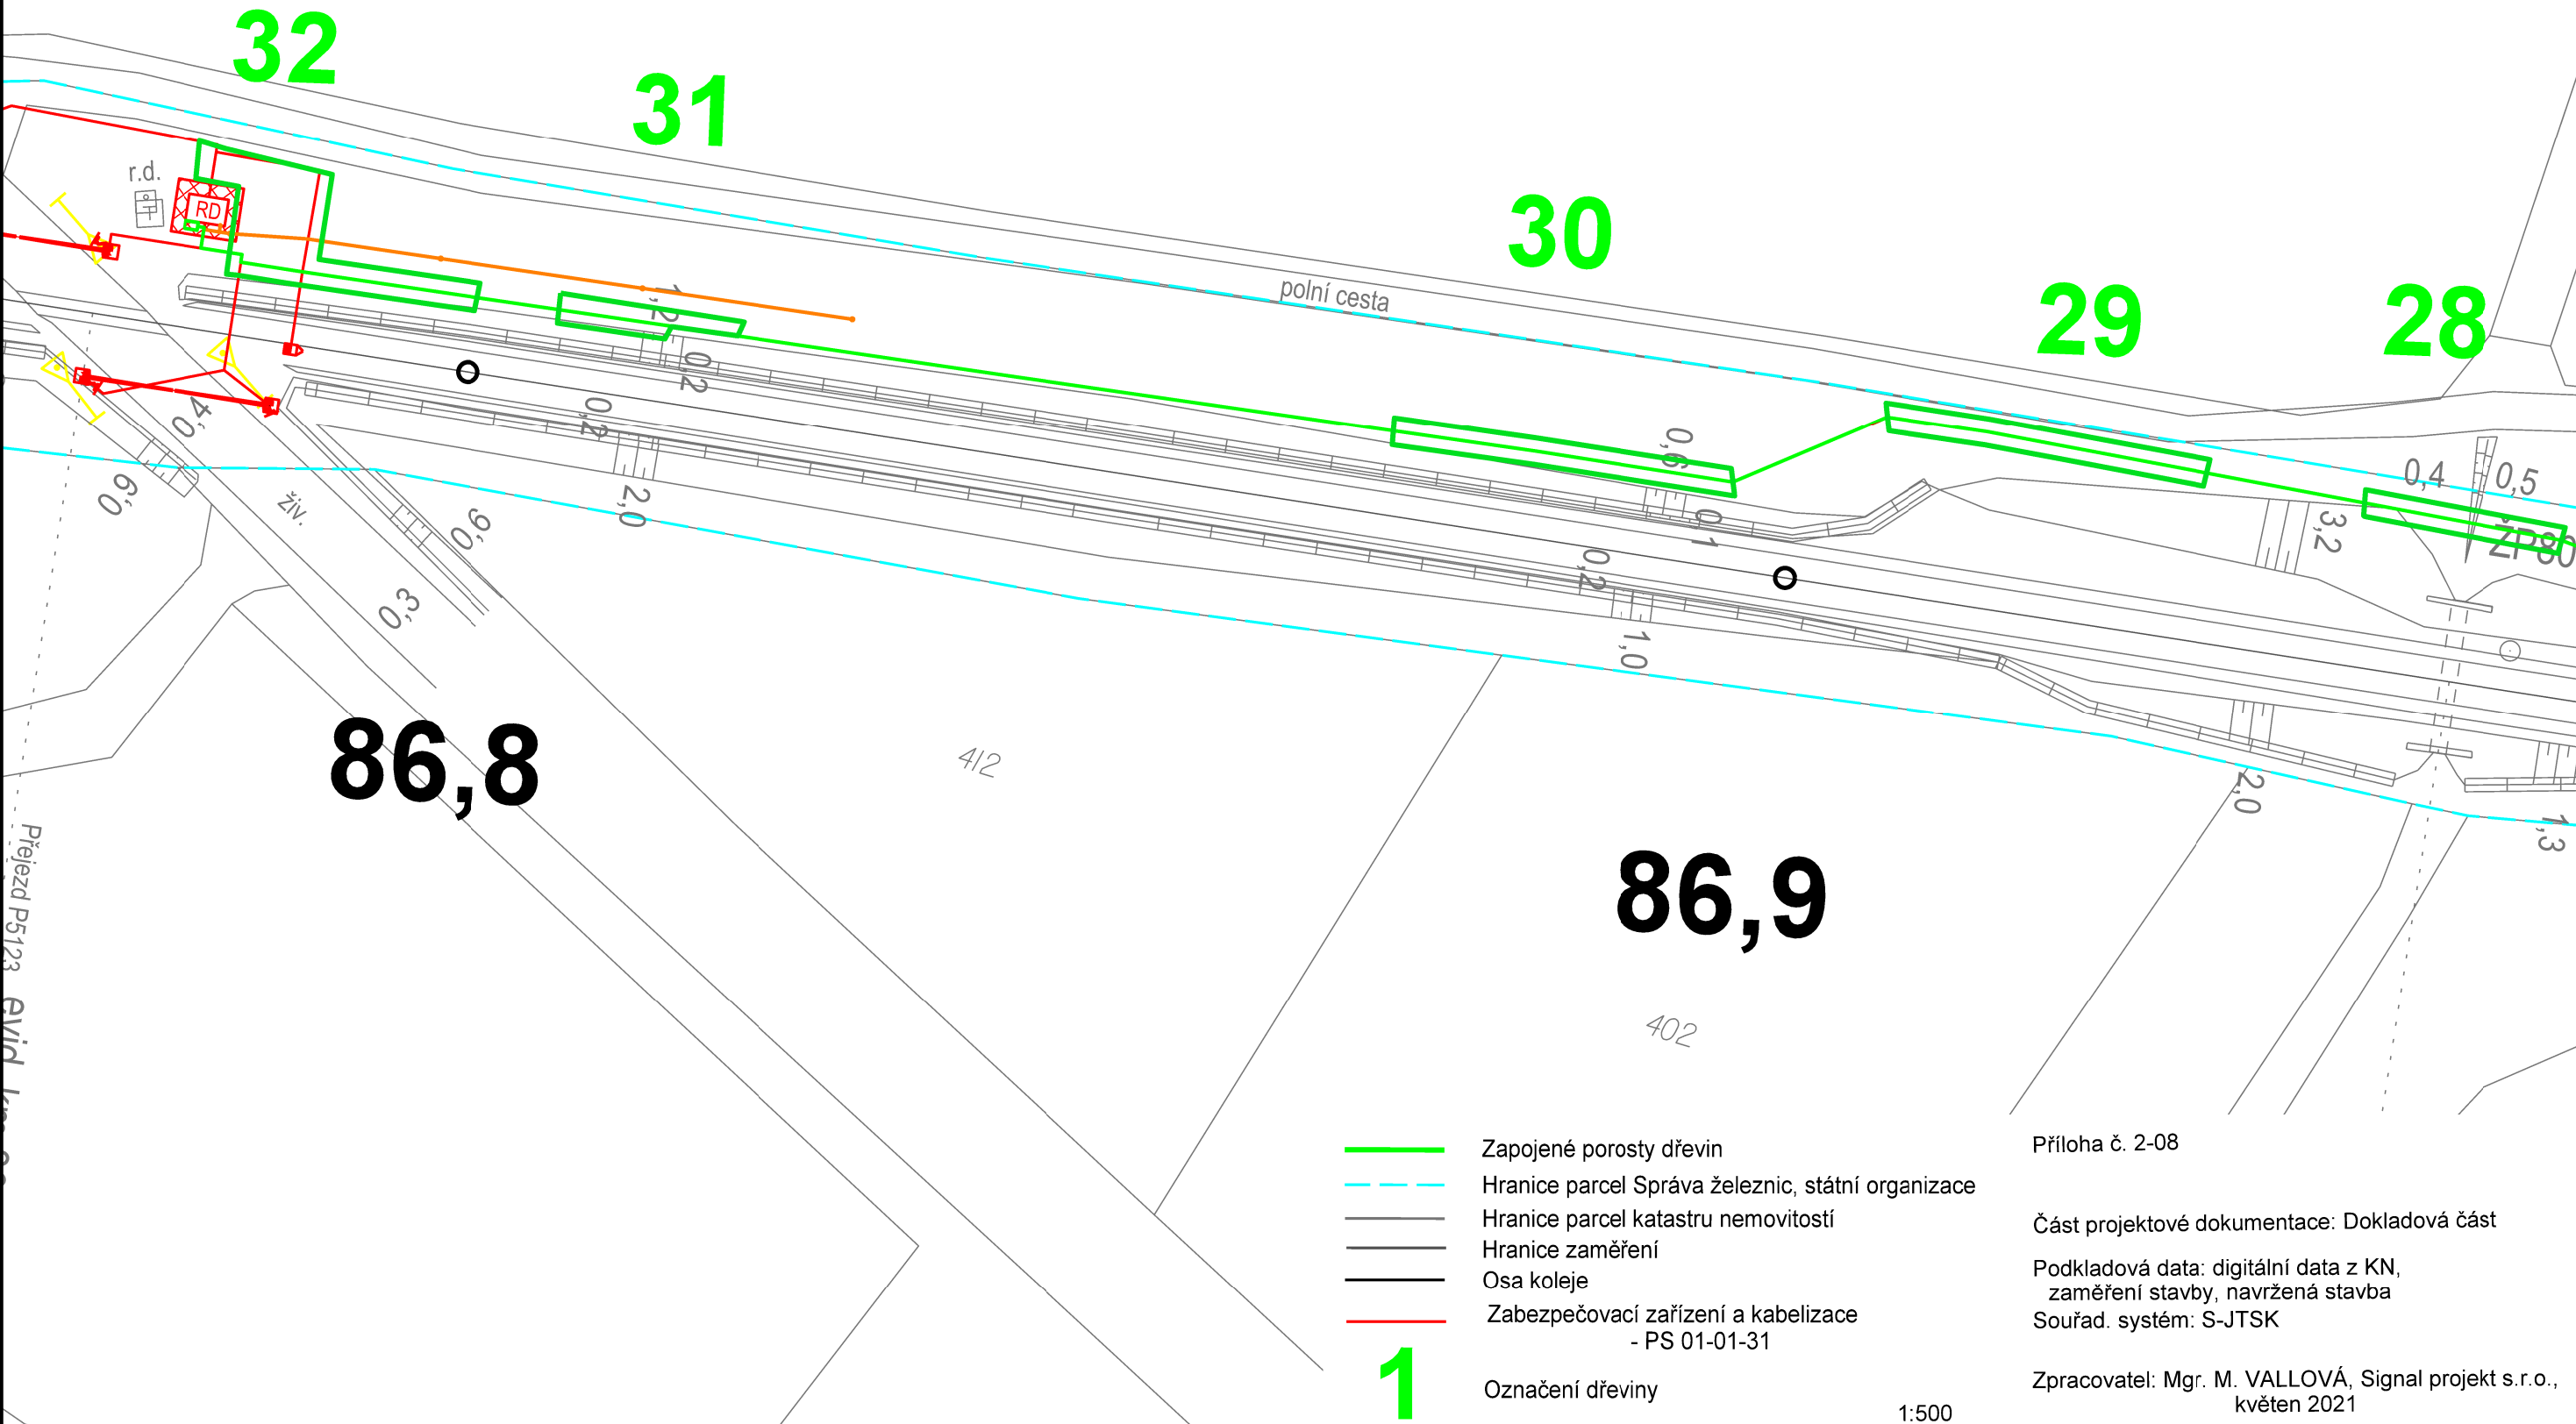 32
31
30
29
28
r.d.
RD
polní cesta
1,2
0,2
0,2
2,0
0,4
0,9
živ.
0,9
0,3
0,6
0,1
0,2
1,0
0,4
0,5
3,2
ŽP80
2,0
1,3
86,8
86,9
4/2
402
Přejezd P5123
evid.
Zapojené porosty dřevin
Hranice parcel Správa železnic, státní organizace
Hranice parcel katastru nemovitostí
Hranice zaměření
Osa koleje
Zabezpečovací zařízení a kabelizace
- PS 01-01-31
1
Označení dřeviny
1:500
Příloha č. 2-08
Část projektové dokumentace: Dokladová část
Podkladová data: digitální data z KN,
zaměření stavby, navržená stavba
Souřad. systém: S-JTSK
Zpracovatel: Mgr. M. VALLOVÁ, Signal projekt s.r.o.,
květen 2021